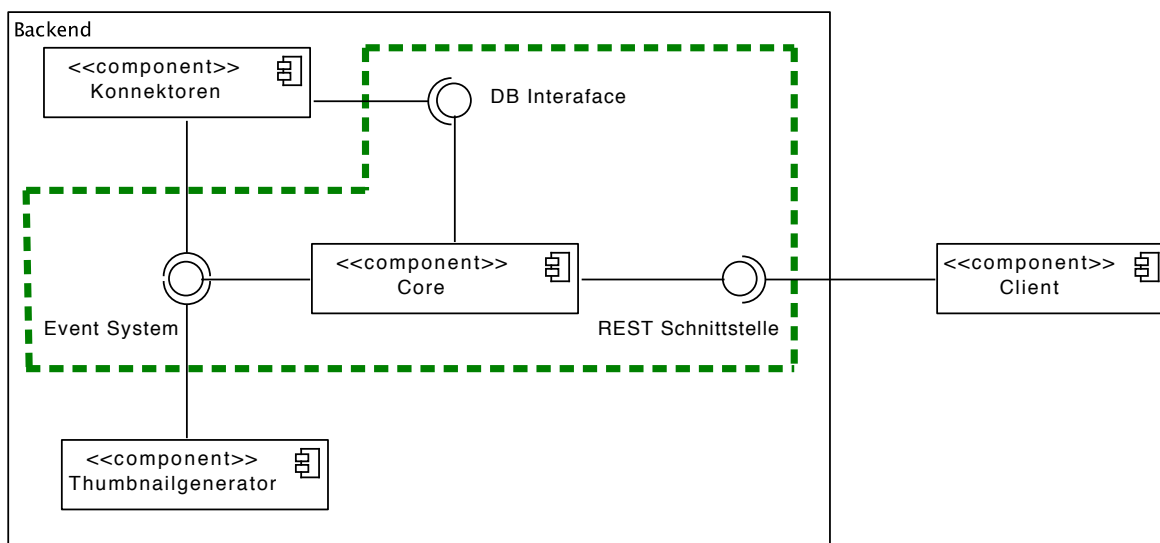 Backend
<<component>>
Konnektoren
DB Interaface
<<component>>
Core
<<component>>
Client
Event System
REST Schnittstelle
<<component>>
Thumbnailgenerator